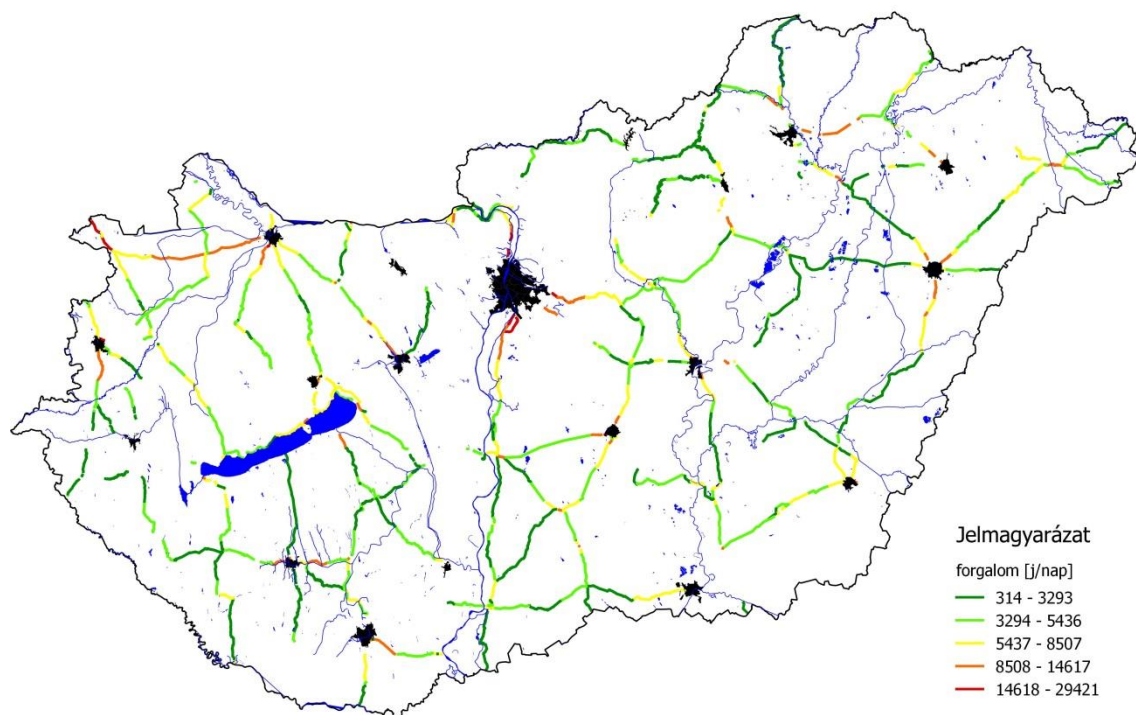 Jelmagyarázat
forgalom [j/nap]
314 - 3293
3294 - 5436
5437 - 8507
8508 - 14617
14618 - 29421